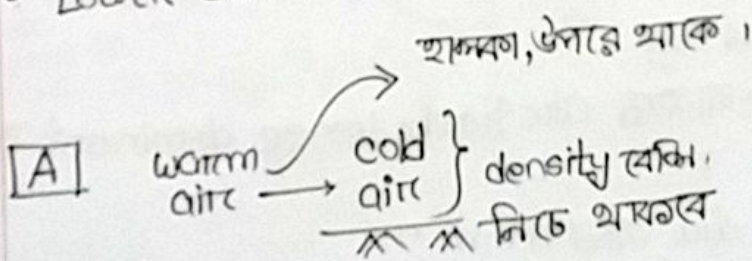 হালকা, উপরে থাকে।
A warm air → cold air } density বেশি,
নিচে থাকবে